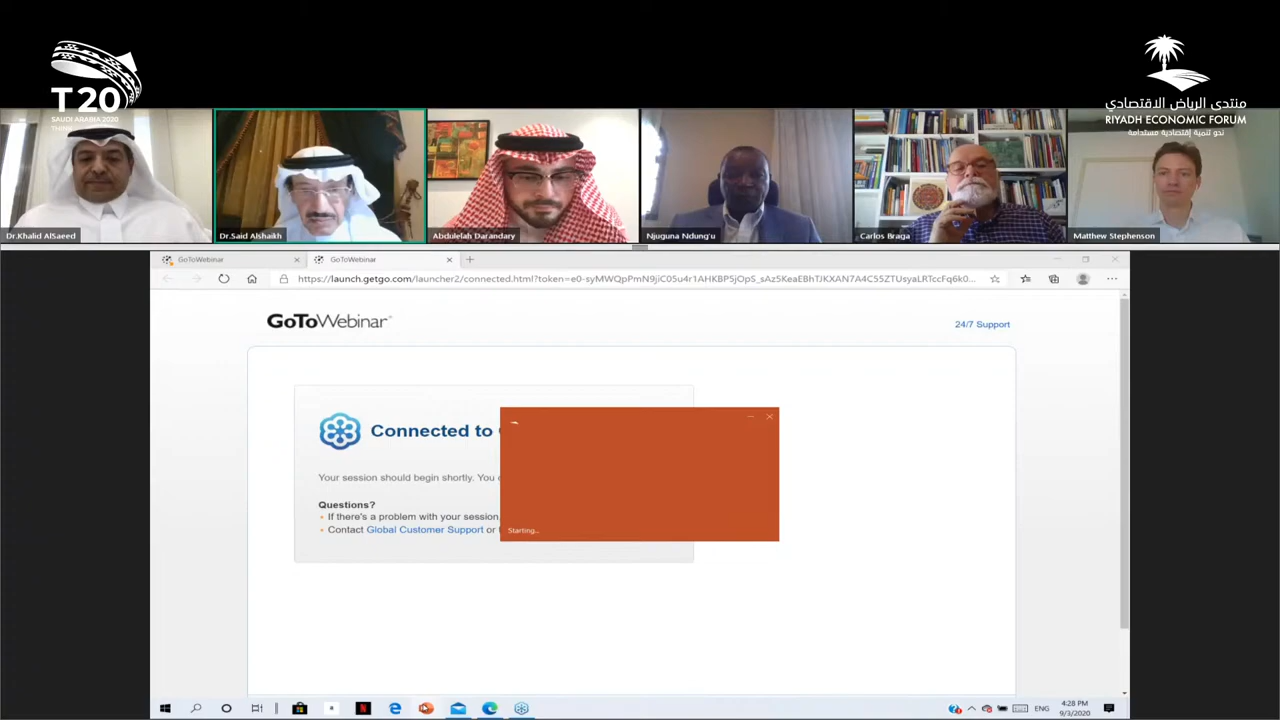 T20
SAUDI ARABIA 2020
THINK
منتدى الرياض الاقتصادي
RIYADH ECONOMIC FORUM
نحو تنمية إقتصادية مستدامة
Dr.Khalid AlSaeed
Dr.Said Alshaikh
Abdulelah Darandary
Njuguna Ndung'u
Carlos Braga
Matthew Stephenson
GoToWebinar
GoToWebinar
https://launch.getgo.com/launcher2/connected.html?token=e0-syMWQpPmN9jiC05u4r1AHKBP5jOpS_sAz5KeaEBhTJKXAN7A4C55ZTUsyaLRTccFq6k0...
GoToWebinar
24/7 Support
Connected to
Your session should begin shortly. You
Questions?
If there's a problem with your session
Contact Global Customer Support or
Starting...
ENG
4:28 PM
9/3/2020